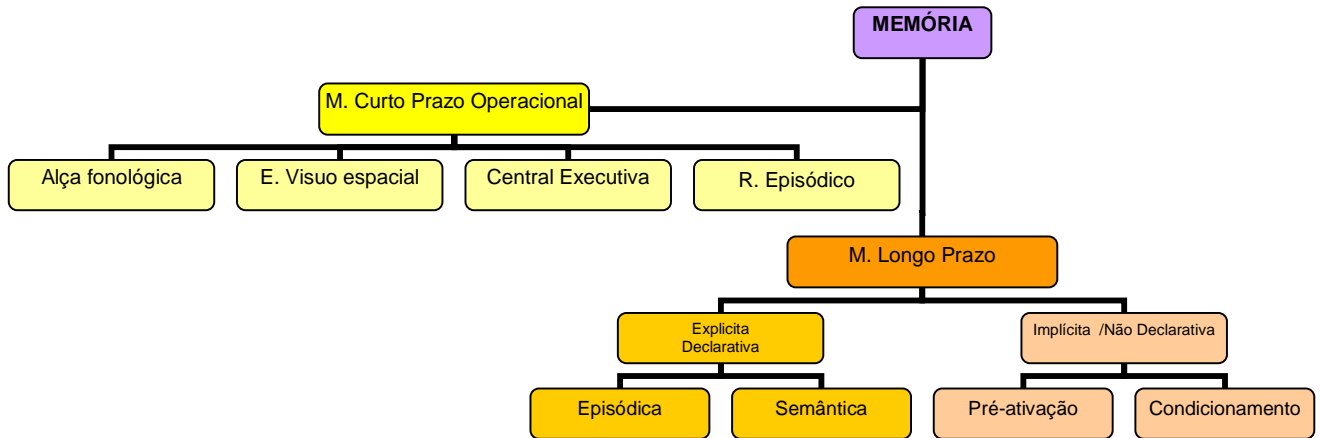 MEMÓRIA
M. Curto Prazo Operacional
Alça fonológica
E. Visuo espacial
Central Executiva
R. Episódico
M. Longo Prazo
Explicita
Declarativa
Implícita /Não Declarativa
Episódica
Semântica
Pré-ativação
Condicionamento